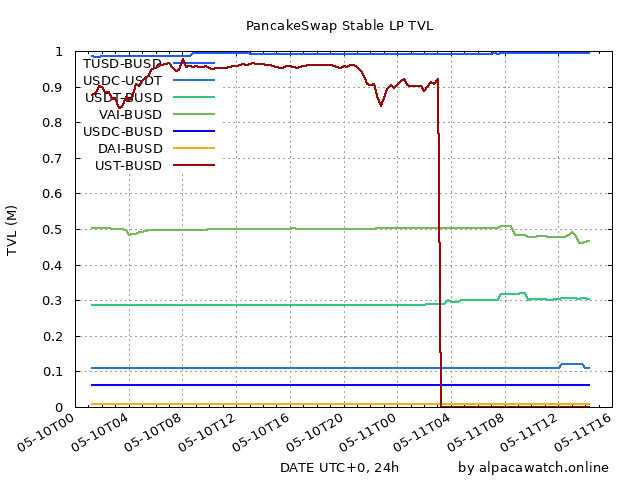 PancakeSwap Stable LP TVL
1
0.9
0.8
0.7
0.6
0.5
0.4
0.3
0.2
0.1
0
TVL (M)
TUSD-BUSD
USDC-USDT
USDT-BUSD
VAI-BUSD
USDC-BUSD
DAI-BUSD
UST-BUSD
05-10T00
05-10T04
05-10T08
05-10T12
05-10T16
05-10T20
05-11T00
05-11T04
05-11T08
05-11T12
05-11T16
DATE UTC+0, 24h
by alpacawatch.online